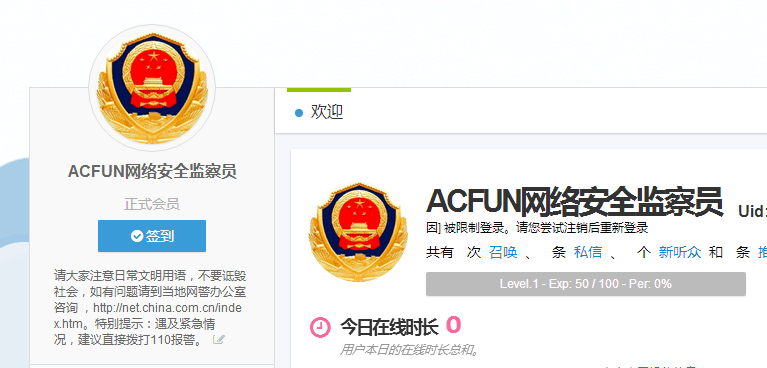 ACFUN网络安全监察员
正式会员
签到
请大家注意日常文明用语，不要诋毁
社会，如有问题请到当地网警办公室
咨询 ，http://net.china.com.cn/inde
x.htm。特别提示：遇及紧急情
况，建议直接拨打110报警。
欢迎
ACFUN网络安全监察员 Uid:
因] 被限制登录。请您尝试注销后重新登录
共有 次 召唤 、 条 私信 、 个 新听众 和 条 推
Level.1 - Exp: 50 / 100 - Per: 0%
今日在线时长 0
用户本日的在线时长总和。